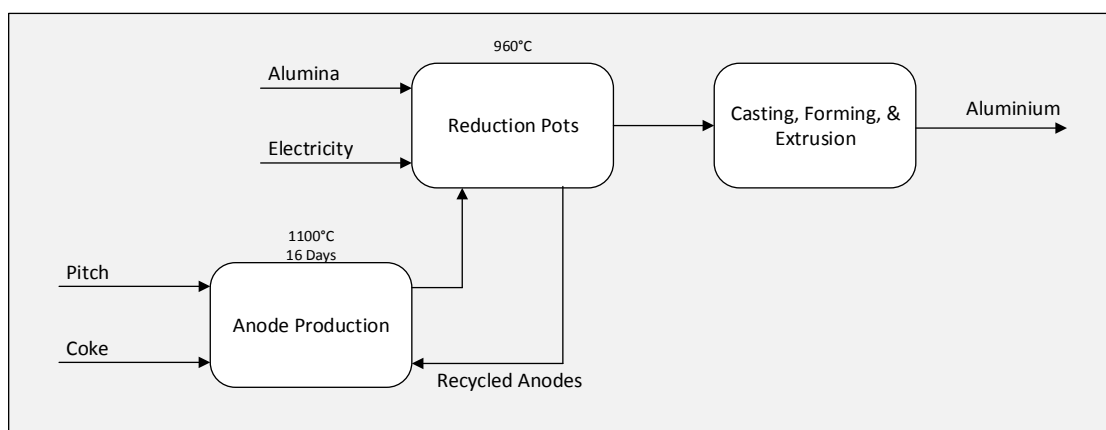 960°C
Alumina
Reduction Pots
Electricity
Casting, Forming, &
Extrusion
Aluminium
1100°C
16 Days
Pitch
Anode Production
Coke
Recycled Anodes